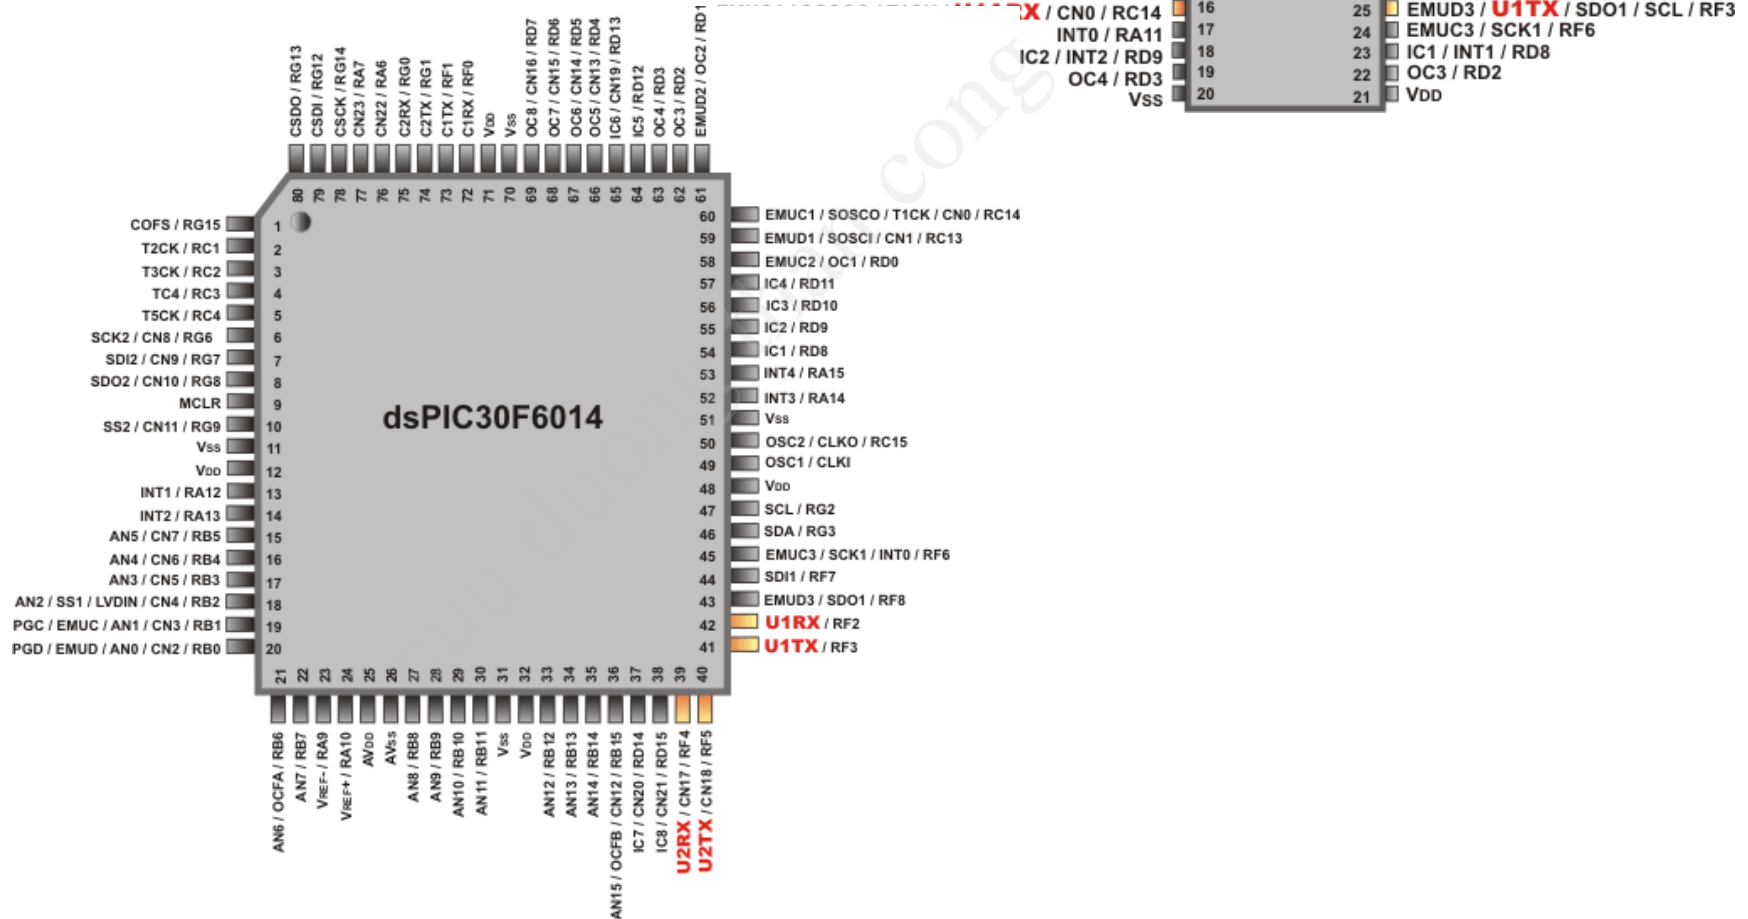 X / CN0 / RC14
16
25
EMUD3 / U1TX / SDO1 / SCL / RF3
INT0 / RA11
17
24
EMUC3 / SCK1 / RF6
IC2 / INT2 / RD9
18
23
IC1 / INT1 / RD8
OC4 / RD3
19
22
OC3 / RD2
Vss
20
21
VDD
CSDO / RG13
CSDI / RG12
CSCK / RG14
CN23 / RA7
CN22 / RA6
C2RX / RG0
C2TX / RG1
C1TX / RF1
C1RX / RF0
VDD
Vss
OC8 / CN16 / RD7
OC7 / CN15 / RD6
OC6 / CN14 / RD5
OC5 / CN13 / RD4
IC6 / CN19 / RD13
IC5 / RD12
OC4 / RD3
OC3 / RD2
EMUD2 / OC2 / RD1
80
79
78
77
76
75
74
73
72
71
70
69
68
67
66
65
64
63
62
61
COFS / RG15
1
T2CK / RC1
2
T3CK / RC2
3
TC4 / RC3
4
T5CK / RC4
5
SCK2 / CN8 / RG6
6
SDI2 / CN9 / RG7
7
SDO2 / CN10 / RG8
8
MCLR
9
SS2 / CN11 / RG9
10
Vss
11
VDD
12
INT1 / RA12
13
INT2 / RA13
14
AN5 / CN7 / RB5
15
AN4 / CN6 / RB4
16
AN3 / CN5 / RB3
17
AN2 / SS1 / LVDIN / CN4 / RB2
18
PGC / EMUC / AN1 / CN3 / RB1
19
PGD / EMUD / AN0 / CN2 / RB0
20
dsPIC30F6014
60
EMUC1 / SOSCO / T1CK / CN0 / RC14
59
EMUD1 / SOSCI / CN1 / RC13
58
EMUC2 / OC1 / RD0
57
IC4 / RD11
56
IC3 / RD10
55
IC2 / RD9
54
IC1 / RD8
53
INT4 / RA15
52
INT3 / RA14
51
Vss
50
OSC2 / CLKO / RC15
49
OSC1 / CLKI
48
VDD
47
SCL / RG2
46
SDA / RG3
45
EMUC3 / SCK1 / INT0 / RF6
44
SDI1 / RF7
43
EMUD3 / SDO1 / RF8
42
U1RX / RF2
41
U1TX / RF3
21
22
23
24
25
26
27
28
29
30
31
32
33
34
35
36
37
38
39
40
AN6 / OCFA / RB6
AN7 / RB7
VREF- / RA9
VREF+ / RA10
AVDD
AVss
AN8 / RB8
AN9 / RB9
AN10 / RB10
AN11 / RB11
Vss
VDD
AN12 / RB12
AN13 / RB13
AN14 / RB14
AN15 / OCFB / CN12 / RB15
IC7 / CN20 / RD14
IC8 / CN21 / RD15
U2RX / CN17 / RF4
U2TX / CN18 / RF5
cong